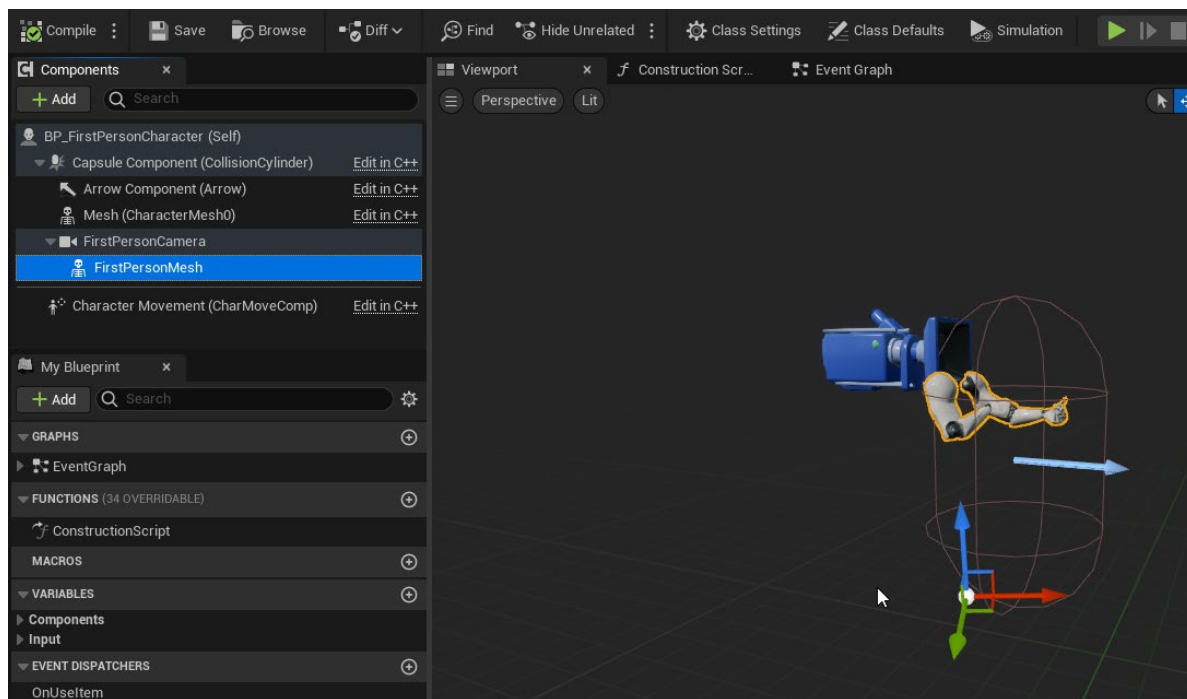 Compile Save Browse Diff Find Hide Unrelated Class Settings Class Defaults Simulation
Components
Viewport Construction Scr... Event Graph
+ Add Search
Perspective Lit
BP_FirstPersonCharacter (Self)
Capsule Component (CollisionCylinder) Edit in C++
Arrow Component (Arrow) Edit in C++
Mesh (CharacterMesh0) Edit in C++
FirstPersonCamera
FirstPersonMesh
Character Movement (CharMoveComp) Edit in C++
My Blueprint
+ Add Search
GRAPHS
EventGraph
FUNCTIONS (34 OVERRIDABLE)
ConstructionScript
MACROS
VARIABLES
Components
Input
EVENT DISPATCHERS
OnUseItem